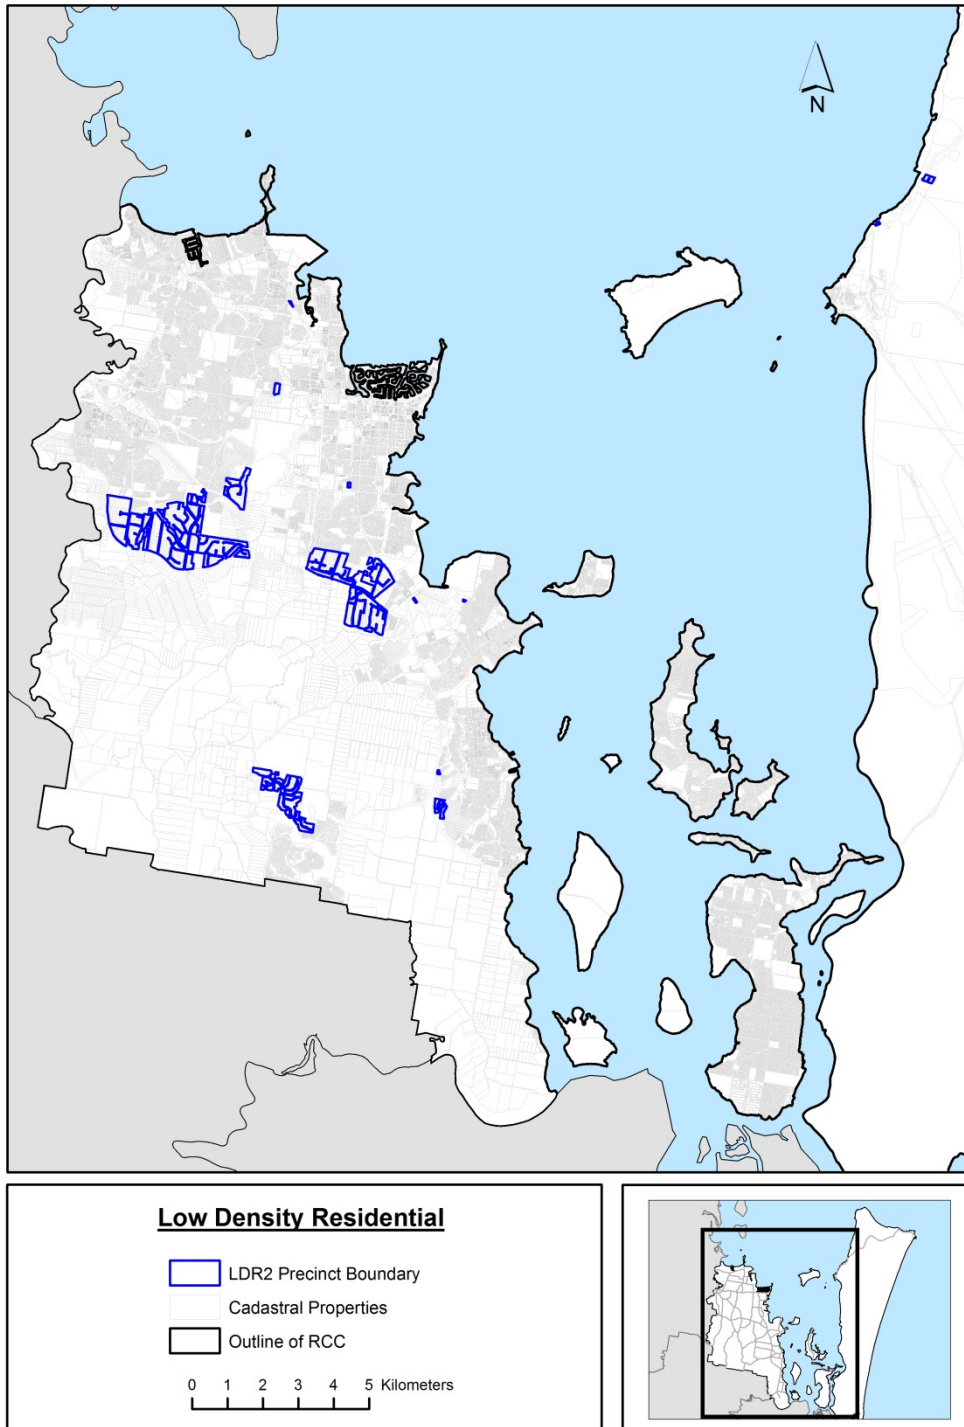 N
Low Density Residential
LDR2 Precinct Boundary
Cadastral Properties
Outline of RCC
0 1 2 3 4 5 Kilometers